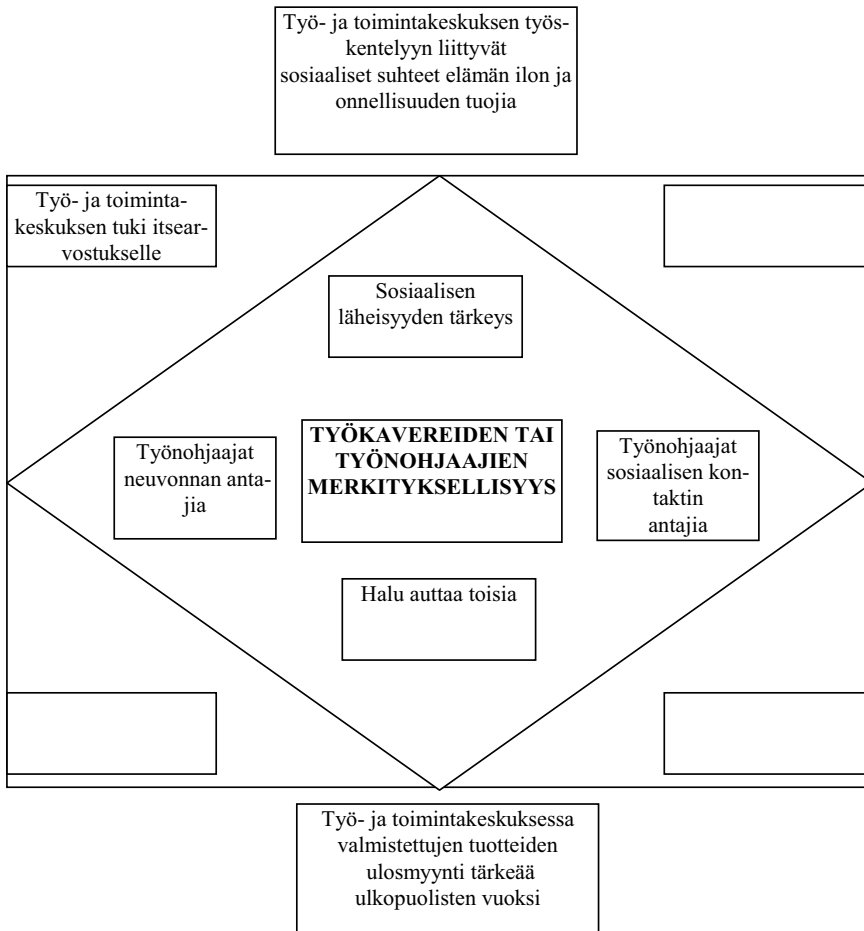 Työ- ja toimintakeskuksen työs-
kentelyyn liittyvät
sosiaaliset suhteet elämän ilon ja
onnellisuuden tuojia
Työ- ja toiminta-
keskuksen tuki itsear-
vostukselle
Sosiaalisen
läheisyyden tärkeys
Työnohjaajat
neuvonnan anta-
jia
TYÖKAVEREIDEN TAI
TYÖNOHJAAJIEN
MERKITYKSELLISYYS
Työnohjaajat
sosiaalisen kon-
taktin
antajia
Halu auttaa toisia
Työ- ja toimintakeskuksessa
valmistettujen tuotteiden
ulosmyynti tärkeää
ulkopuolisten vuoksi